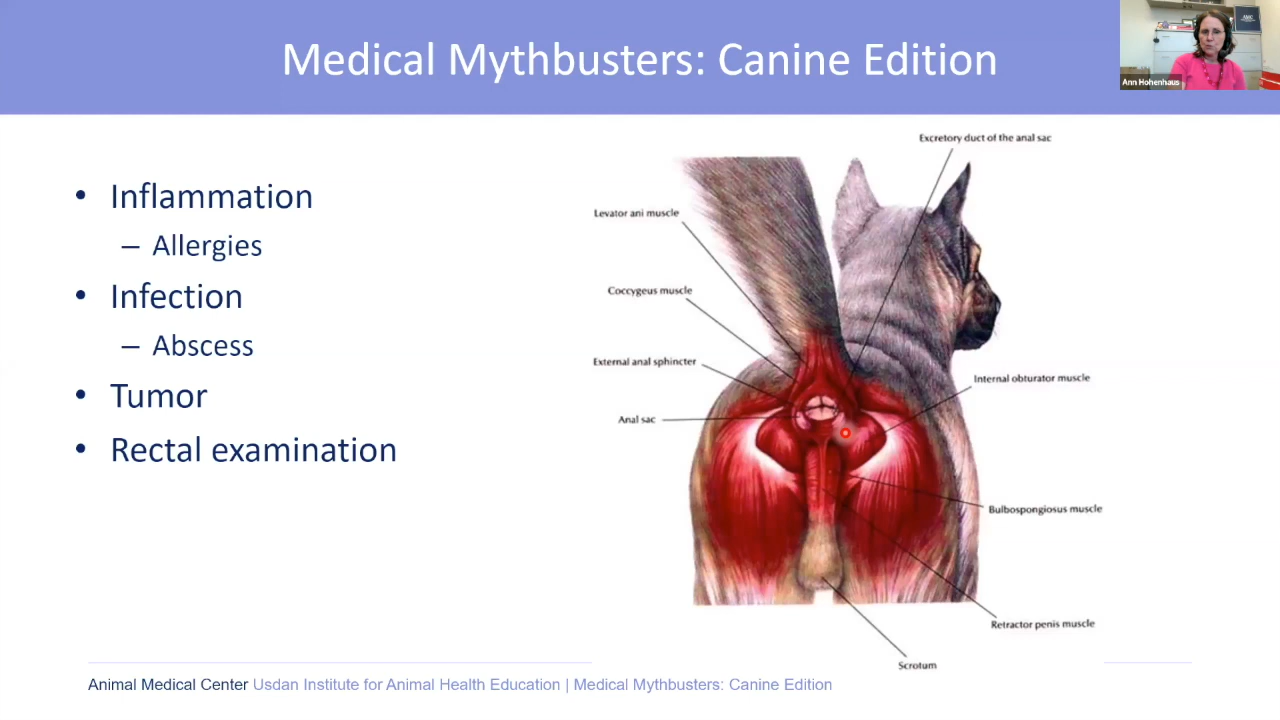 Medical Mythbusters: Canine Edition
Ann Hohenhaus
• Inflammation
– Allergies
• Infection
– Abscess
• Tumor
• Rectal examination
Excretory duct of the anal sac
Levator ani muscle
Coccygeus muscle
External anal sphincter
Internal obturator muscle
Anal sac
Bulbospongiosus muscle
Retractor penis muscle
Scrotum
Animal Medical Center Usdan Institute for Animal Health Education | Medical Mythbusters: Canine Edition